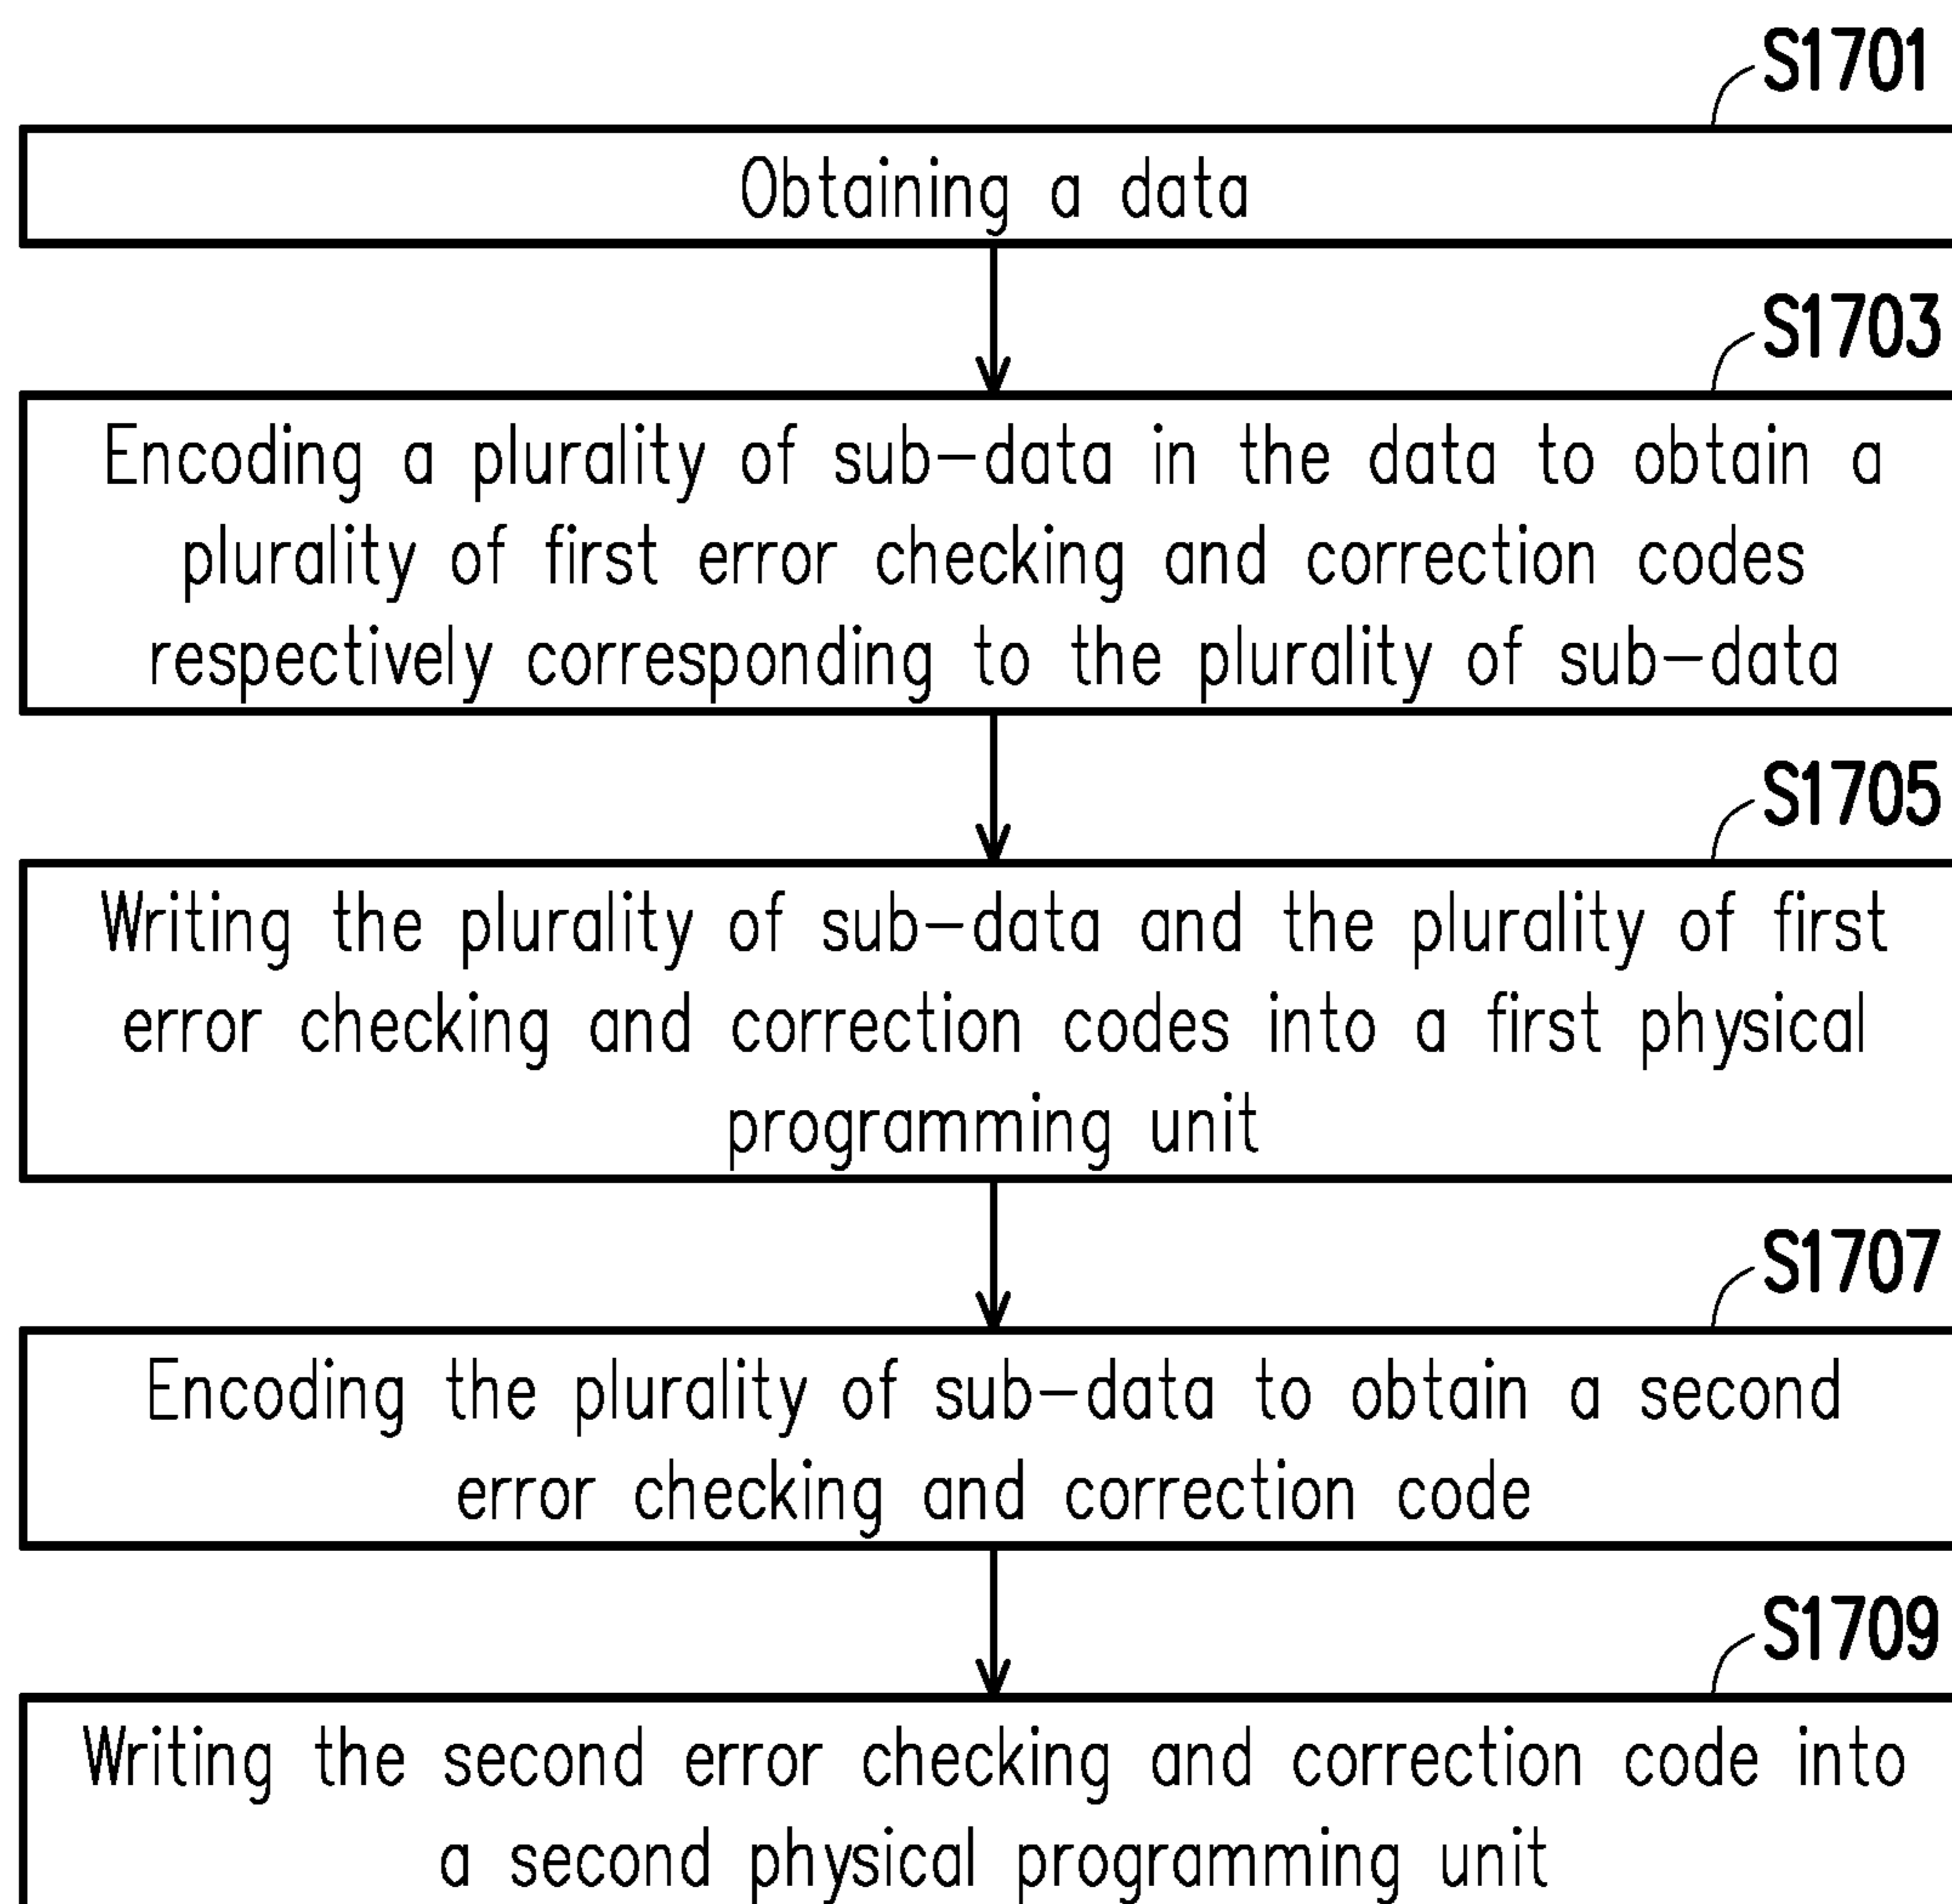 S1701
Obtaining a data
S1703
Encoding a plurality of sub-data in the data to obtain a
plurality of first error checking and correction codes
respectively corresponding to the plurality of sub-data
S1705
Writing the plurality of sub-data and the plurality of first
error checking and correction codes into a first physical
programming unit
S1707
Encoding the plurality of sub-data to obtain a second
error checking and correction code
S1709
Writing the second error checking and correction code into
a second physical programming unit